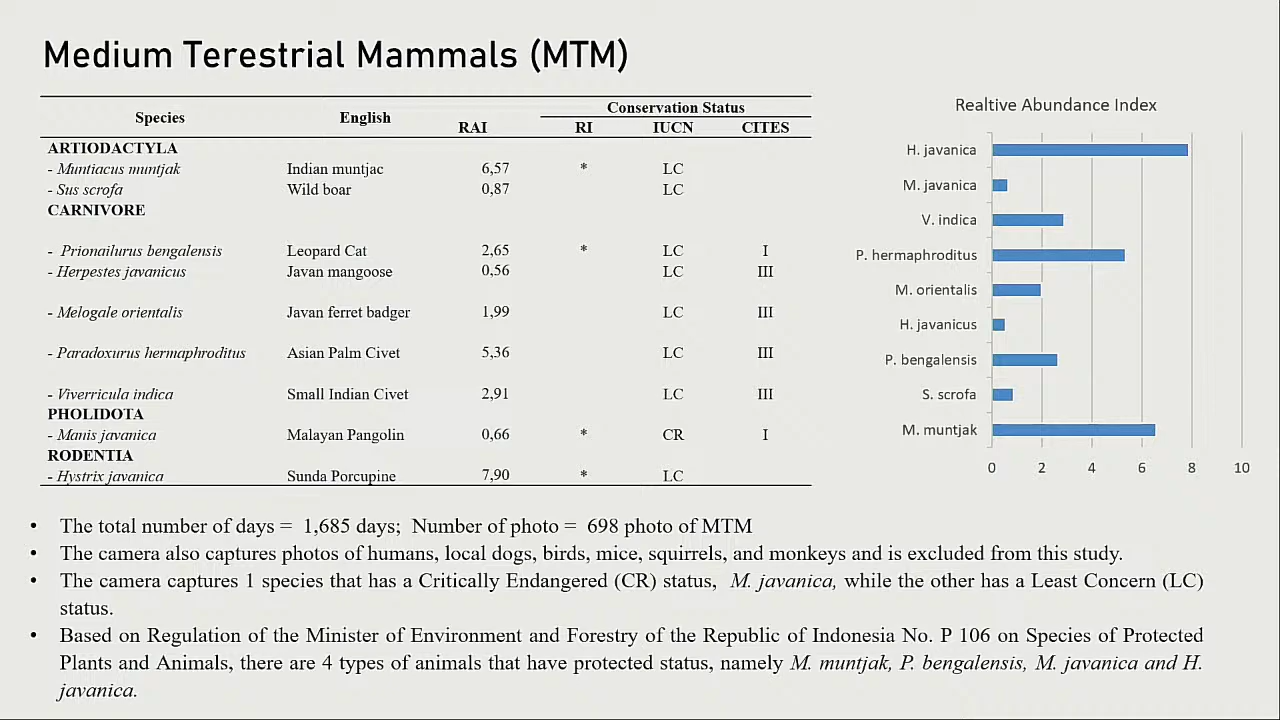 Medium Terestrial Mammals (MTM)
Species English RAI Conservation Status
RI IUCN CITES
ARTIODACTYLA
- Muntiacus muntjak Indian muntjac 6,57 * LC
- Sus scrofa Wild boar 0,87 LC
CARNIVORE
- Prionailurus bengalensis Leopard Cat 2,65 * LC I
- Herpestes javanicus Javan mangoose 0,56 LC III
- Melogale orientalis Javan ferret badger 1,99 LC III
- Paradoxurus hermaphroditus Asian Palm Civet 5,36 LC III
- Viverricula indica Small Indian Civet 2,91 LC III
PHOLIDOTA
- Manis javanica Malayan Pangolin 0,66 * CR I
RODENTIA
- Hystrix javanica Sunda Porcupine 7,90 * LC
Realtive Abundance Index
H. javanica
M. javanica
V. indica
P. hermaphroditus
M. orientalis
H. javanicus
P. bengalensis
S. scrofa
M. muntjak
0 2 4 6 8 10
• The total number of days = 1,685 days; Number of photo = 698 photo of MTM
• The camera also captures photos of humans, local dogs, birds, mice, squirrels, and monkeys and is excluded from this study.
• The camera captures 1 species that has a Critically Endangered (CR) status, M. javanica, while the other has a Least Concern (LC)
status.
• Based on Regulation of the Minister of Environment and Forestry of the Republic of Indonesia No. P 106 on Species of Protected
Plants and Animals, there are 4 types of animals that have protected status, namely M. muntjak, P. bengalensis, M. javanica and H.
javanica.